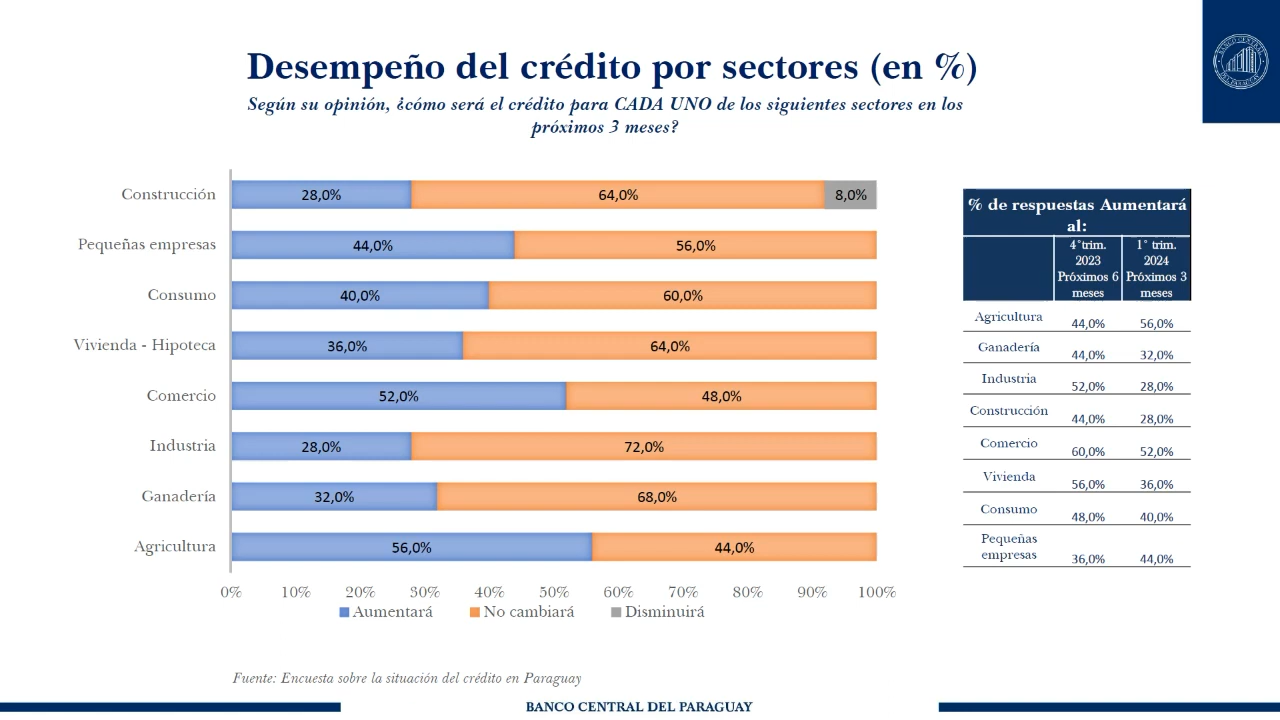 Desempeño del crédito por sectores (en %)
Según su opinión, ¿cómo será el crédito para CADA UNO de los siguientes sectores en los
próximos 3 meses?
BANCO CENTRAL
DEL PARAGUAY
Construcción 28,0% 64,0% 8,0%
Pequeñas empresas 44,0% 56,0%
Consumo 40,0% 60,0%
Vivienda - Hipoteca 36,0% 64,0%
Comercio 52,0% 48,0%
Industria 28,0% 72,0%
Ganadería 32,0% 68,0%
Agricultura 56,0% 44,0%
0% 10% 20% 30% 40% 50% 60% 70% 80% 90% 100%
Aumentará No cambiará Disminuirá
% de respuestas Aumentará
al:
4°trim. 1° trim.
2023 2024
Próximos 6 Próximos 3
meses meses
Agricultura 44,0% 56,0%
Ganadería 44,0% 32,0%
Industria 52,0% 28,0%
Construcción 44,0% 28,0%
Comercio 60,0% 52,0%
Vivienda 56,0% 36,0%
Consumo 48,0% 40,0%
Pequeñas
empresas 36,0% 44,0%
Fuente: Encuesta sobre la situación del crédito en Paraguay
BANCO CENTRAL DEL PARAGUAY